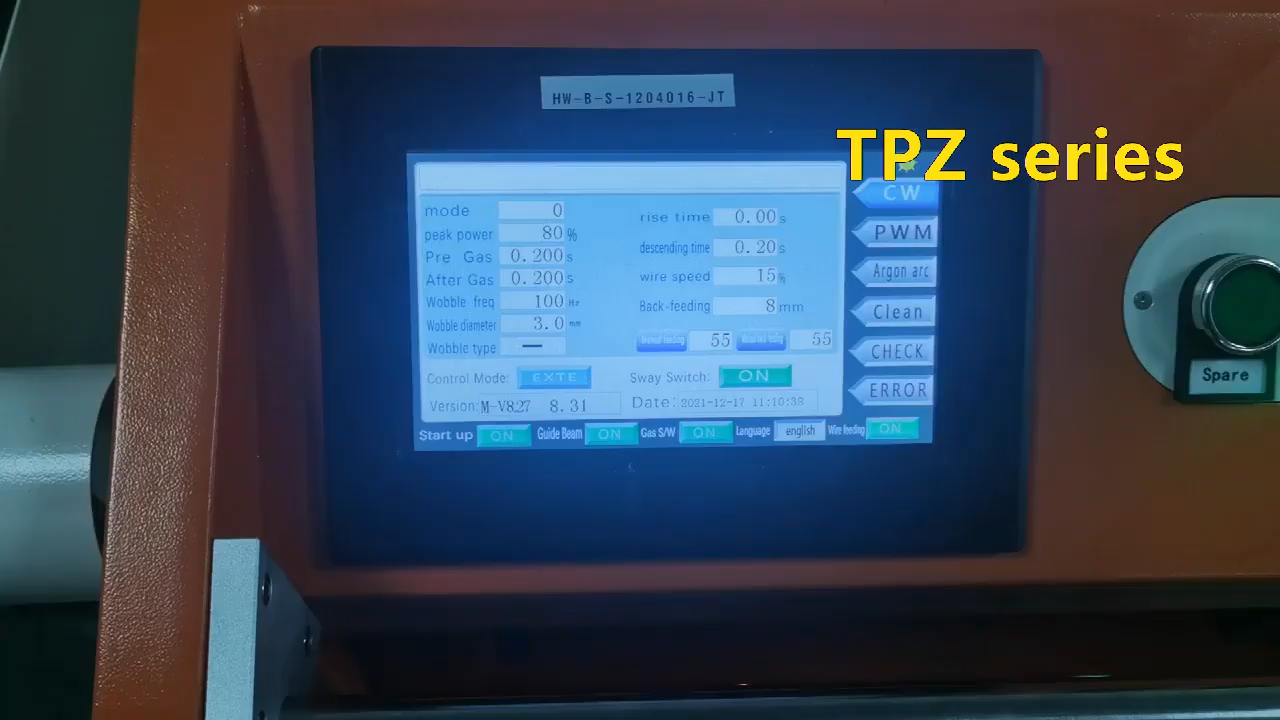 HW-B-S-1204016-JT
TPZ series
mode 0
peak power 80 %
Pre Gas 0.200 s
After Gas 0.200 s
Wobble freq 100 Hz
Wobble diameter 3.0 mm
Wobble type —
rise time 0.00 s
descending time 0.20 s
wire speed 15 %
Back-feeding 8 mm
Manual feeding 55 55
Control Mode: EXTE
Sway Switch: ON
Version: M-V827 8.31
Date: 2021-12-17 11:10:38
CW
PWM
Argon arc
Clean
CHECK
ERROR
Start up ON Guide Beam ON Gas S/W ON Language english Wire feeding ON
Spare